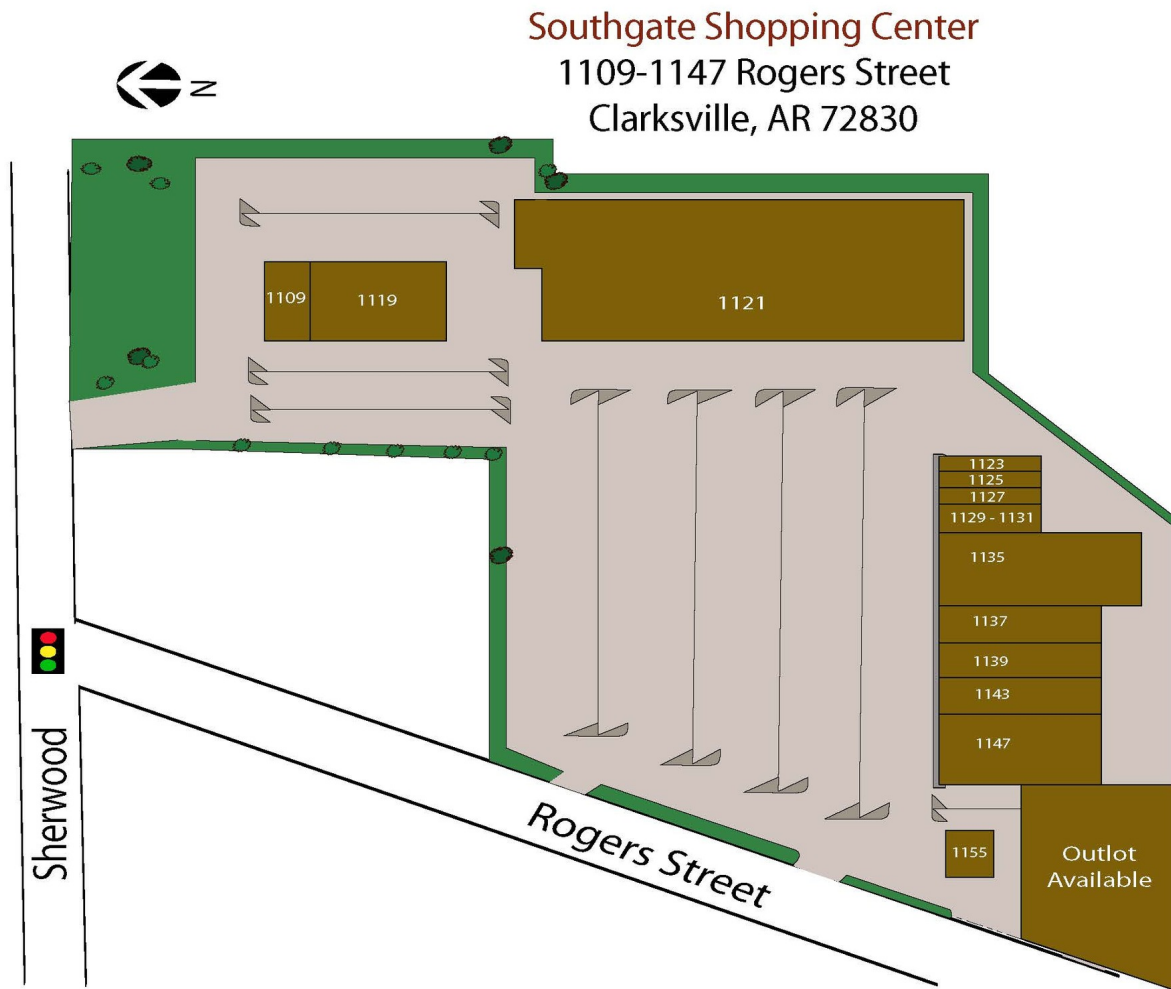 Southgate Shopping Center
1109-1147 Rogers Street
Clarksville, AR 72830
N
1109
1119
1121
1123
1125
1127
1129 - 1131
1135
1137
1139
1143
1147
1155
Outlot
Available
Rogers Street
Sherwood